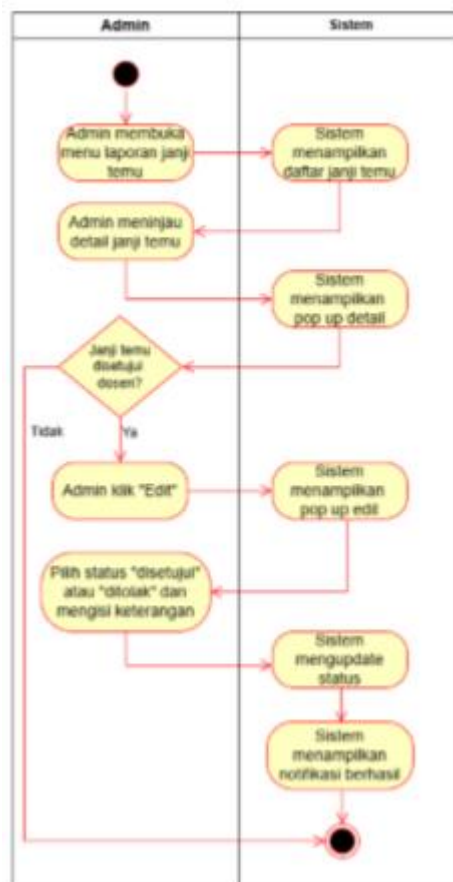 Admin
Sistem
Admin membuka
menu laporan janji
temu
Sistem
menampilkan
daftar janji temu
Admin meninjau
detail janji temu
Sistem
menampilkan
pop up detail
Janji temu
disetujui
dosen?
Tidak
Ya
Admin klik "Edit"
Sistem
menampilkan
pop up edit
Pilih status "disetujui"
atau "ditolak" dan
mengisi keterangan
Sistem
mengupdate
status
Sistem
menampilkan
notifikasi berhasil